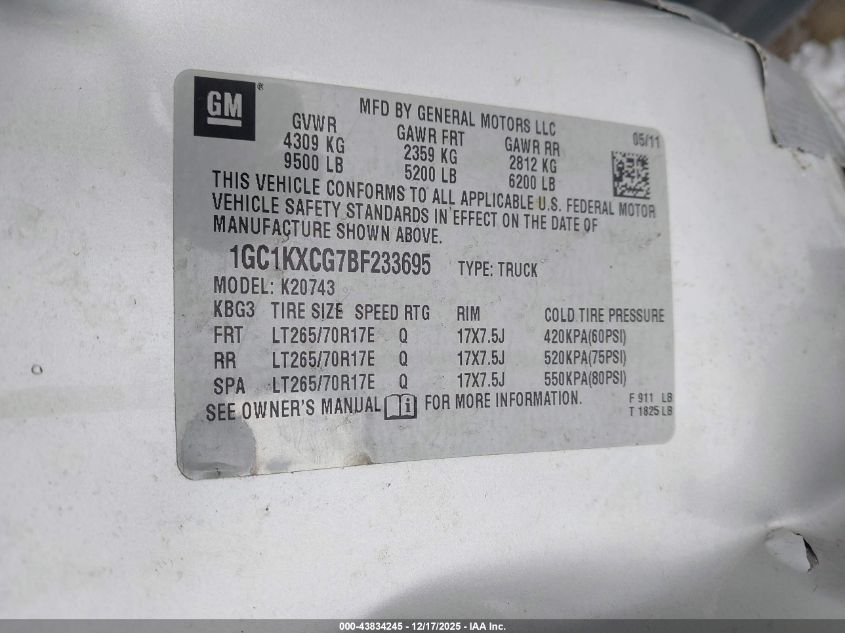 GM
®
MFD BY GENERAL MOTORS LLC
05/11
GVWR GAWR FRT GAWR RR
4309 KG 2359 KG 2812 KG
9500 LB 5200 LB 6200 LB
THIS VEHICLE CONFORMS TO ALL APPLICABLE U.S. FEDERAL MOTOR
VEHICLE SAFETY STANDARDS IN EFFECT ON THE DATE OF
MANUFACTURE SHOWN ABOVE.
1GC1KXCG7BF233695 TYPE: TRUCK
MODEL: K20743
KBG3 TIRE SIZE SPEED RTG RIM COLD TIRE PRESSURE
FRT LT265/70R17E Q 17X7.5J 420KPA(60PSI)
RR LT265/70R17E Q 17X7.5J 520KPA(75PSI)
SPA LT265/70R17E Q 17X7.5J 550KPA(80PSI)
SEE OWNER'S MANUAL i FOR MORE INFORMATION.
F 911 LB
T 1825 LB
000-43834245 - 12/17/2025 - IAA Inc.